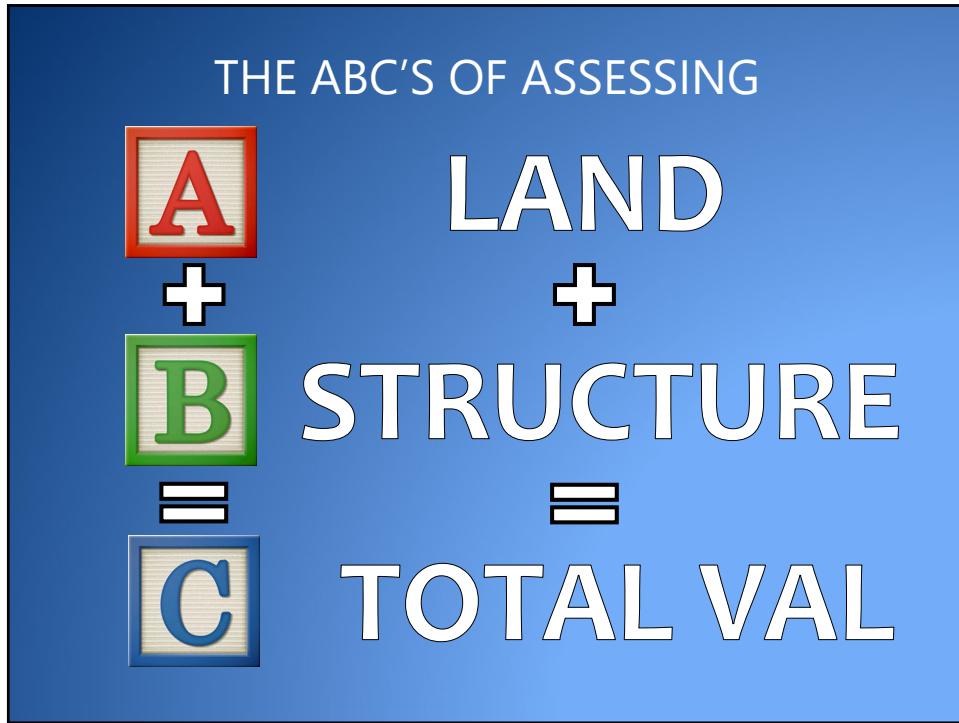 THE ABC'S OF ASSESSING
A LAND
+ +
B STRUCTURE
= =
C TOTAL VAL